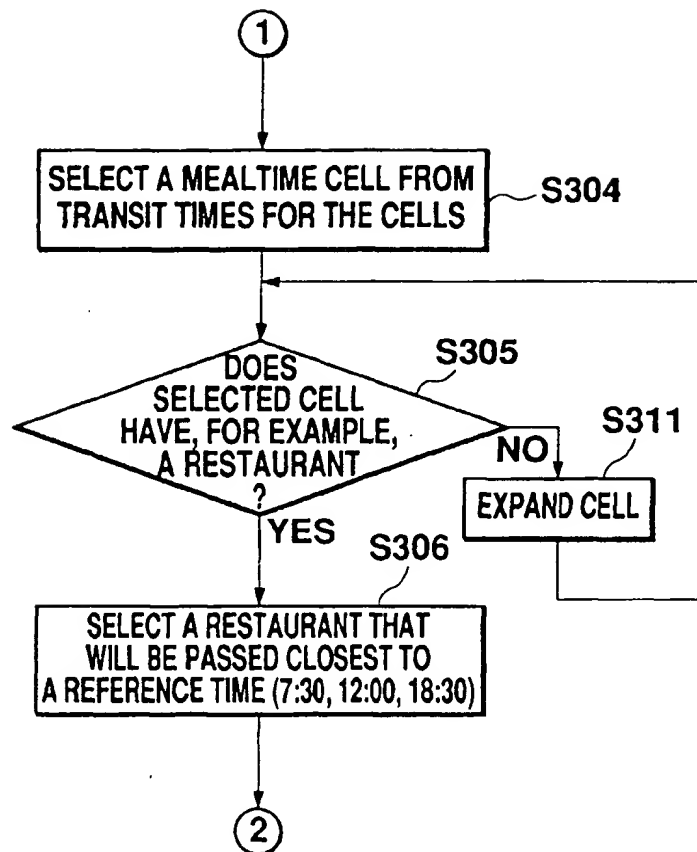 1
SELECT A MEALTIME CELL FROM
TRANSIT TIMES FOR THE CELLS
S304
DOES
SELECTED CELL
HAVE, FOR EXAMPLE,
A RESTAURANT
?
S305
NO
S311
EXPAND CELL
YES
S306
SELECT A RESTAURANT THAT
WILL BE PASSED CLOSEST TO
A REFERENCE TIME (7:30, 12:00, 18:30)
2